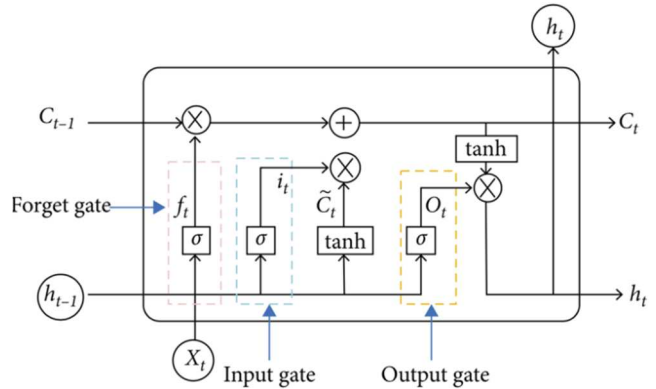 h_t
C_{t-1}
×
+
C_t
tanh
×
i_t
×
Forget gate
f_t
C̃_t
O_t
σ
σ
tanh
σ
h_{t-1}
h_t
X_t
Input gate
Output gate